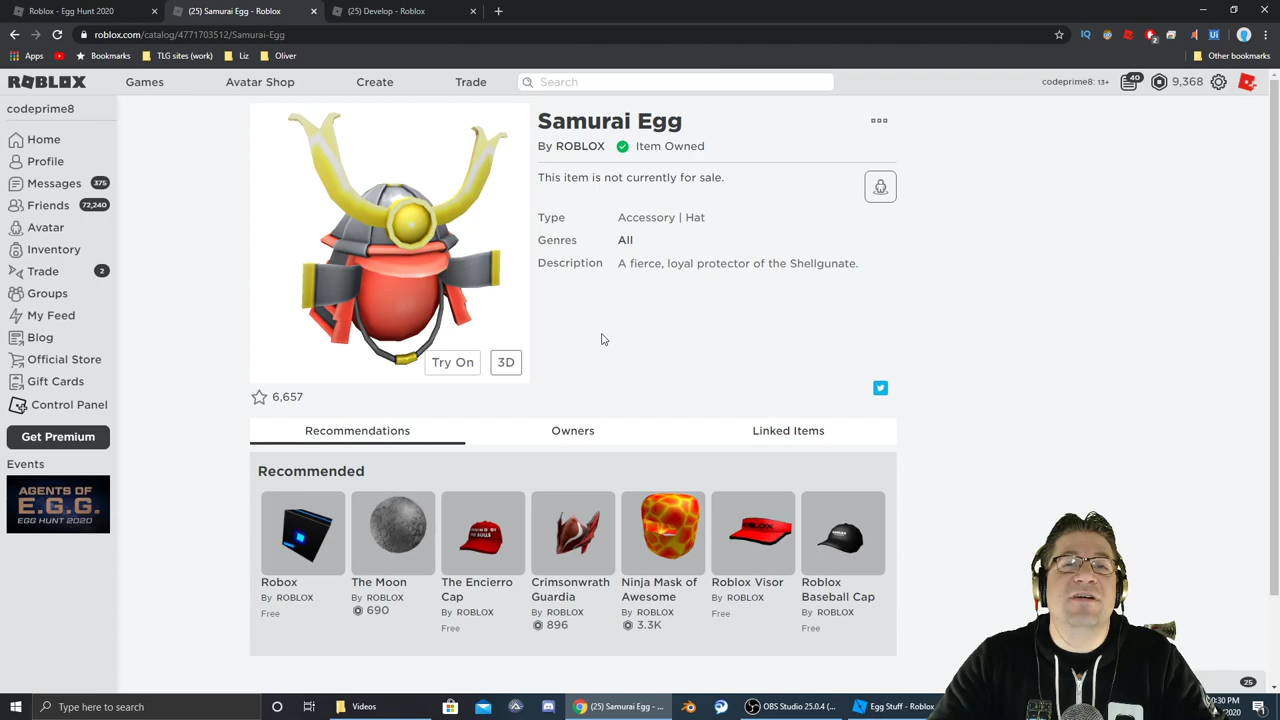 Roblox - Egg Hunt 2020
(25) Samurai Egg - Roblox
(25) Develop - Roblox
roblox.com/catalog/4771703512/Samurai-Egg
Apps
Bookmarks
TLG sites (work)
Liz
Oliver
Other bookmarks
ROBLOX
Games
Avatar Shop
Create
Trade
Search
codeprime8: 13+
40
9,368
codeprime8
Home
Profile
Messages 375
Friends 72,240
Avatar
Inventory
Trade 2
Groups
My Feed
Blog
Official Store
Gift Cards
Control Panel
Get Premium
Events
AGENTS OF
E.G.G.
EGG HUNT 2020
Samurai Egg
By ROBLOX Item Owned
This item is not currently for sale.
Type Accessory | Hat
Genres All
Description A fierce, loyal protector of the Shellgunate.
Try On
3D
6,657
Recommendations
Owners
Linked Items
Recommended
Robox
By ROBLOX
Free
The Moon
By ROBLOX
690
The Encierro
Cap
By ROBLOX
Free
Crimsonwrath
Guardia
By ROBLOX
896
Ninja Mask of
Awesome
By ROBLOX
3.3K
Roblox Visor
By ROBLOX
Free
Roblox
Baseball Cap
By ROBLOX
Free
25
Type here to search
Videos
(25) Samurai Egg - ...
OBS Studio 25.0.4 (...
Egg Stuff - Roblox